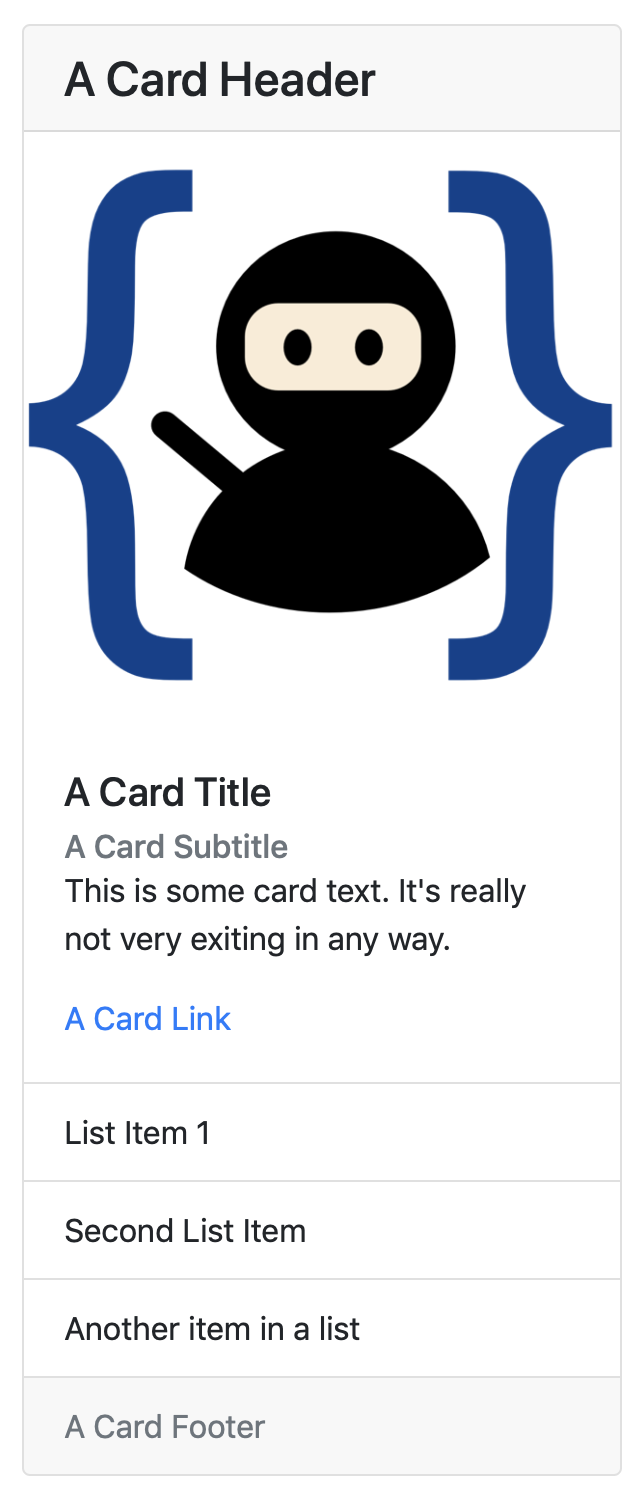 A Card Header
A Card Title
A Card Subtitle
This is some card text. It's really
not very exiting in any way.
A Card Link
List Item 1
Second List Item
Another item in a list
A Card Footer